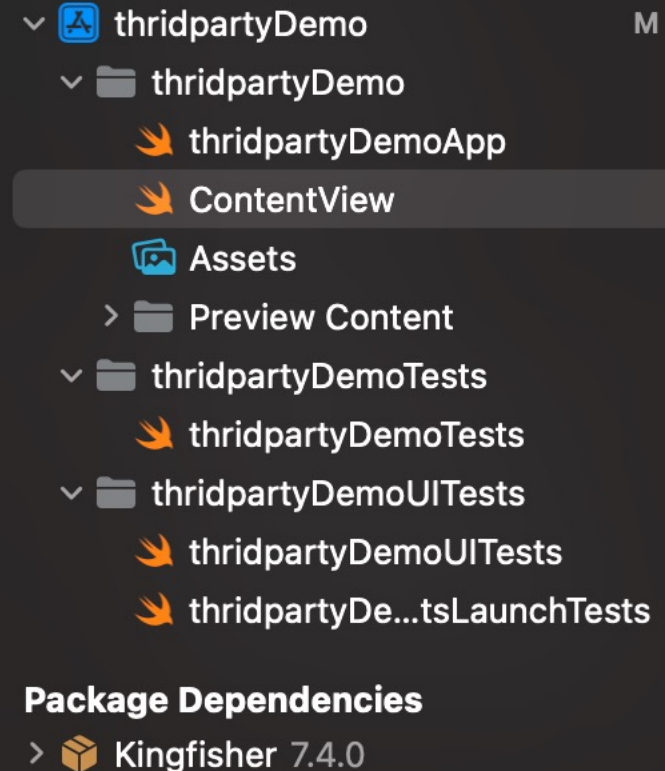 thridpartyDemo M
thridpartyDemo
thridpartyDemoApp
ContentView
Assets
Preview Content
thridpartyDemoTests
thridpartyDemoTests
thridpartyDemoUITests
thridpartyDemoUITests
thridpartyDe...tsLaunchTests
Package Dependencies
Kingfisher 7.4.0